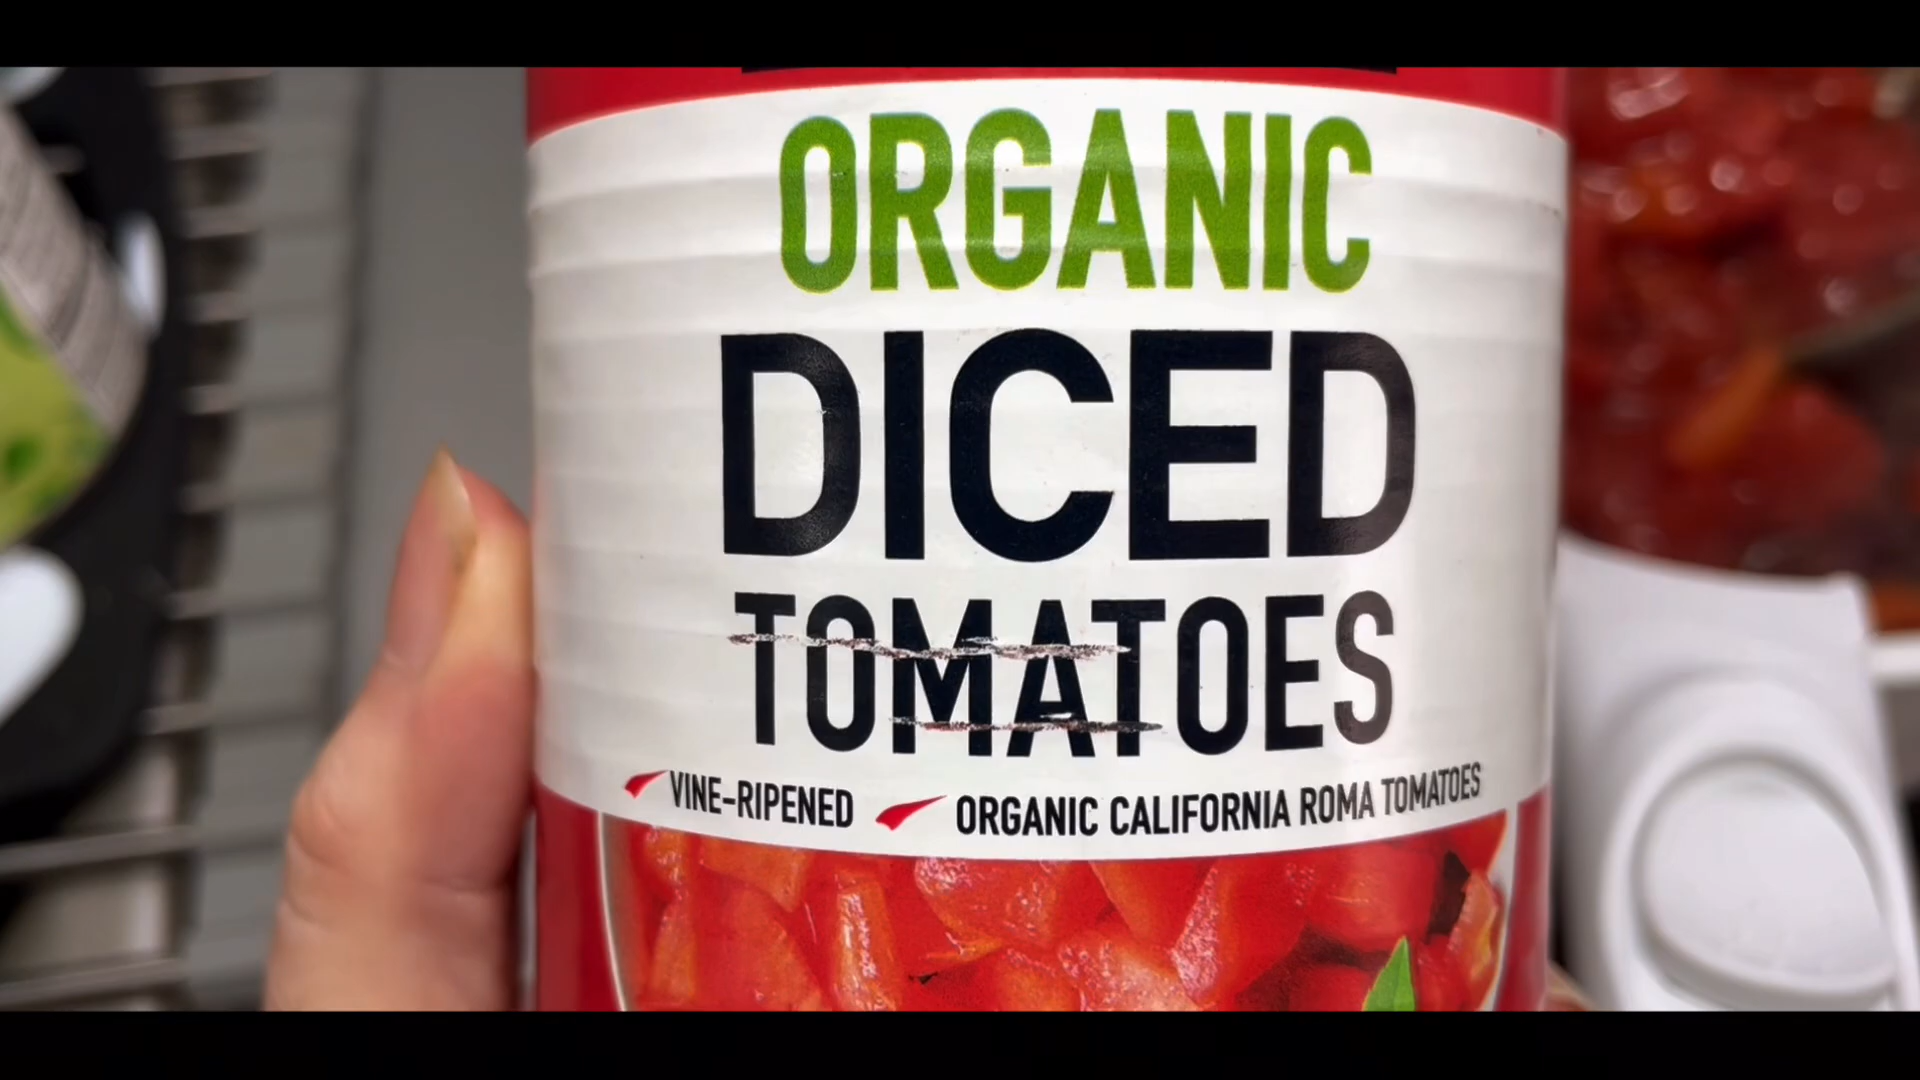 ORGANIC
DICED
TOMATOES
VINE-RIPENED ORGANIC CALIFORNIA ROMA TOMATOES